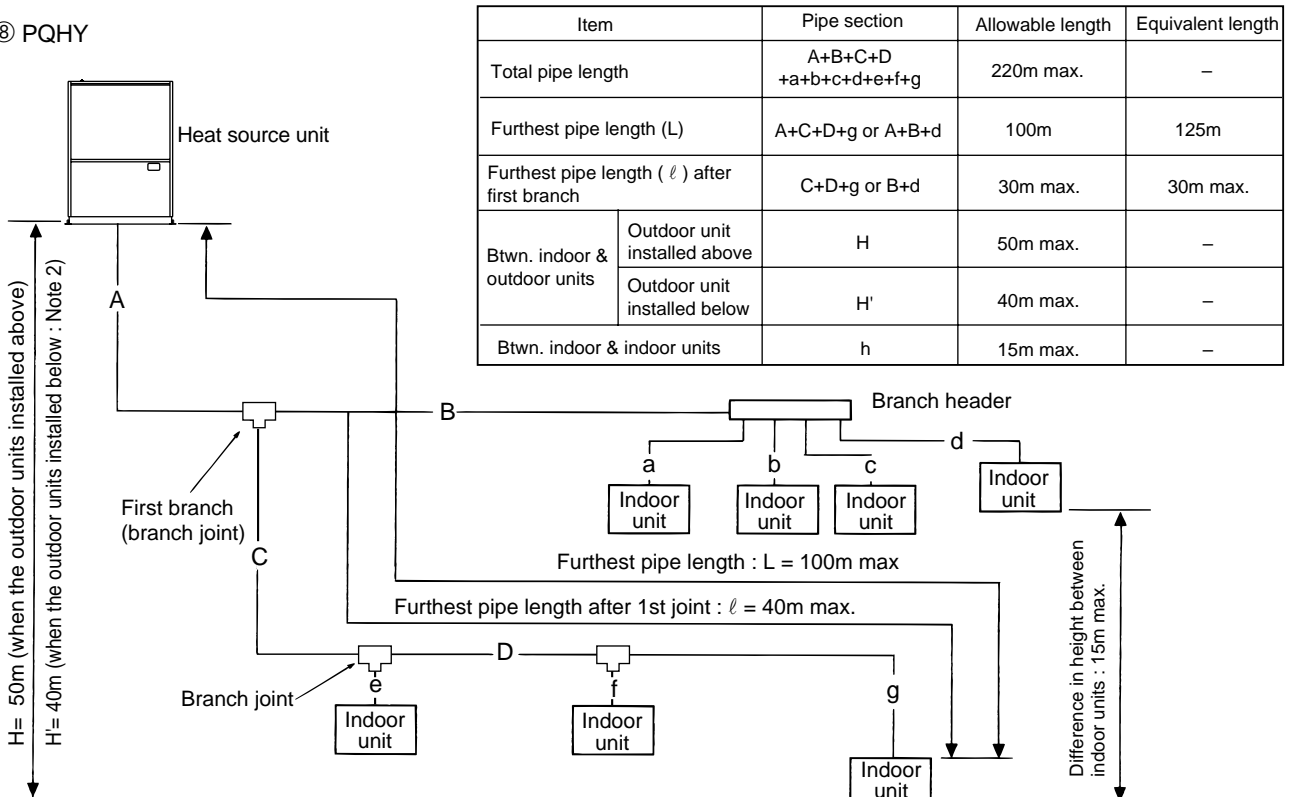 ⑧ PQHY
Heat source unit
Item Pipe section Allowable length Equivalent length
Total pipe length A+B+C+D +a+b+c+d+e+f+g 220m max. –
Furthest pipe length (L) A+C+D+g or A+B+d 100m 125m
Furthest pipe length ( ℓ ) after first branch C+D+g or B+d 30m max. 30m max.
Btwn. indoor & outdoor units
Outdoor unit installed above H 50m max. –
Outdoor unit installed below H' 40m max. –
Btwn. indoor & indoor units h 15m max. –
H= 50m (when the outdoor units installed above)
H'= 40m (when the outdoor units installed below : Note 2)
A
B
Branch header
a
b
c
d
Indoor unit
Indoor unit
Indoor unit
Indoor unit
First branch
(branch joint)
C
Furthest pipe length : L = 100m max
Furthest pipe length after 1st joint : ℓ = 40m max.
D
Branch joint
e
f
g
Indoor unit
Indoor unit
Indoor unit
Difference in height between
indoor units : 15m max.